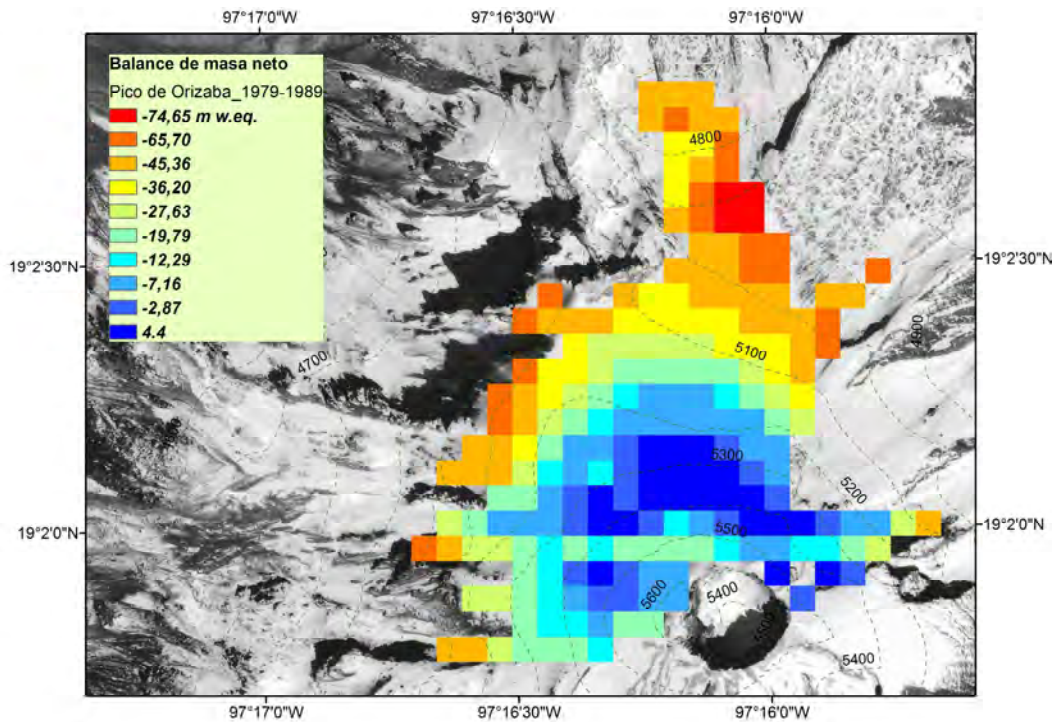 97°17'0"W 97°16'30"W 97°16'0"W
Balance de masa neto
Pico de Orizaba_1979-1989
-74,65 m w.eq.
-65,70
-45,36
-36,20
-27,63
-19,79
-12,29
-7,16
-2,87
4.4
4800
19°2'30"N 19°2'30"N
5100
4900
4700
5300
5200
5500
19°2'0"N 19°2'0"N
5600
5400
5500
5400
97°17'0"W 97°16'30"W 97°16'0"W